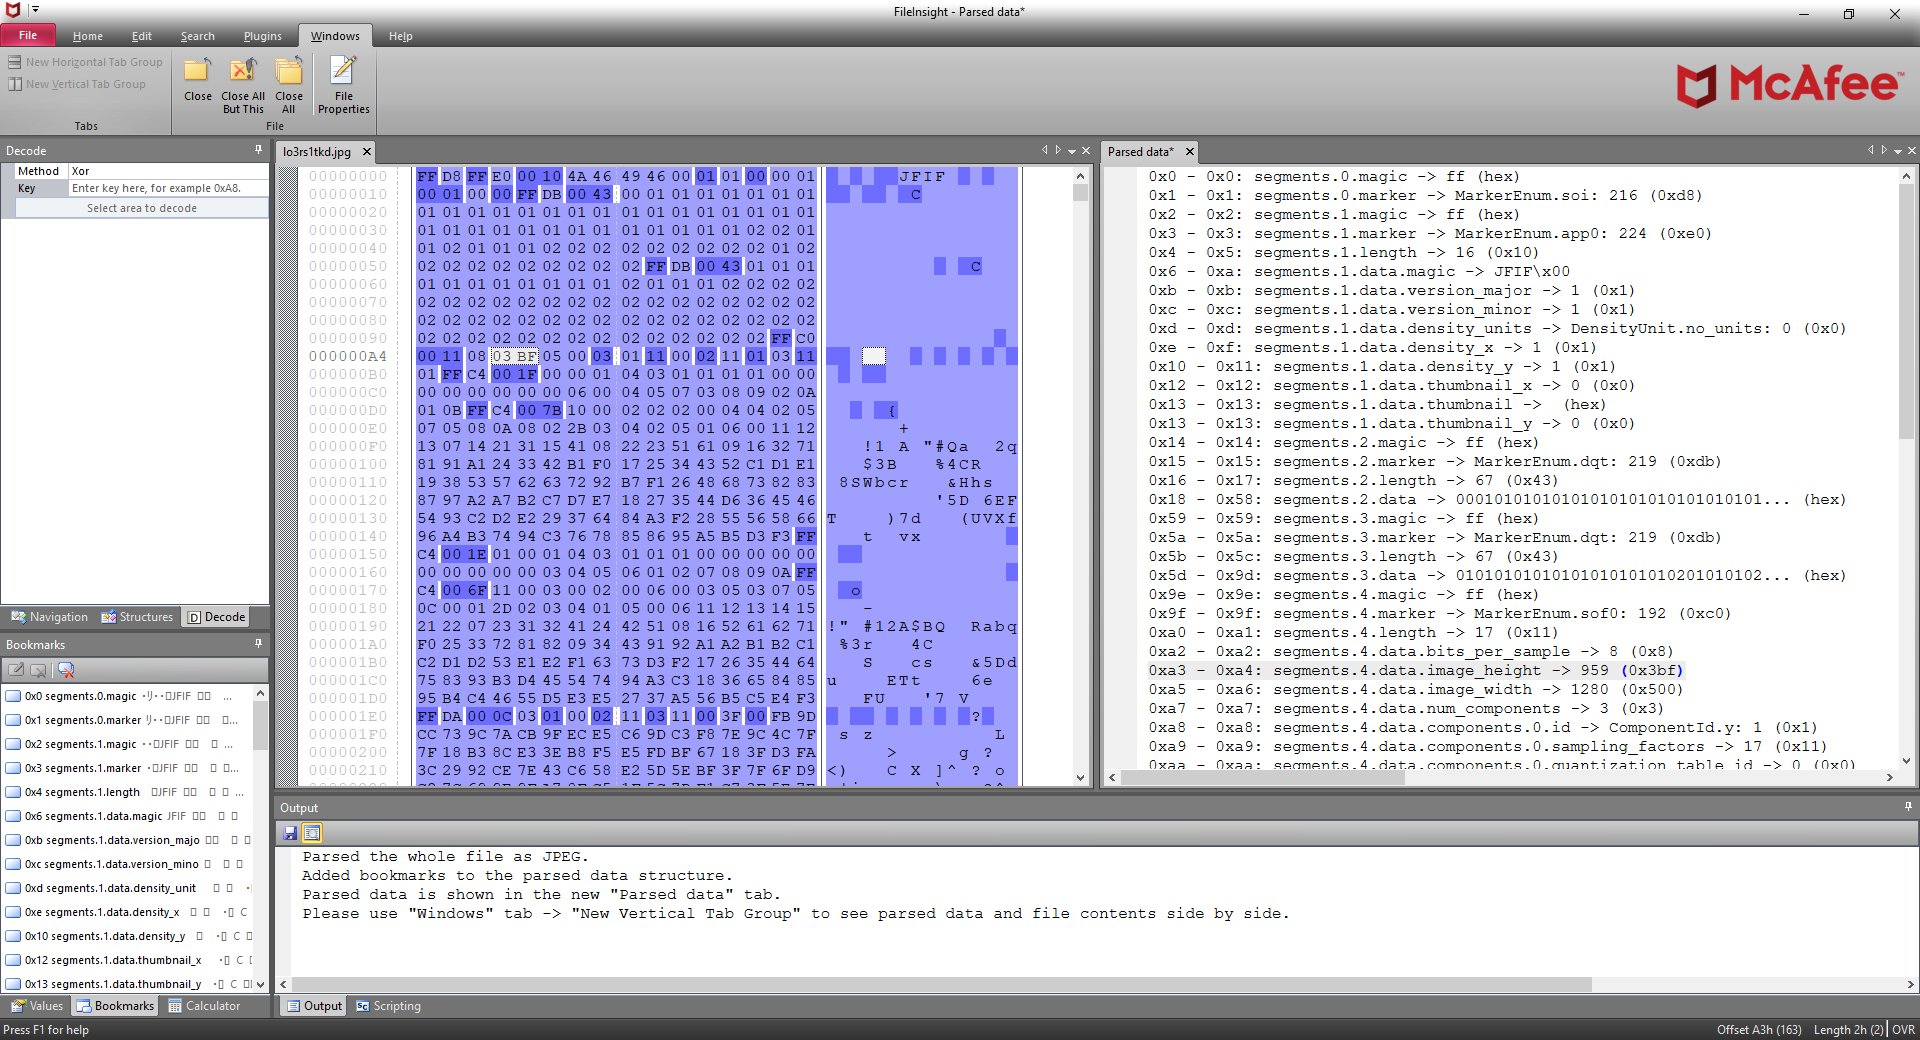 FileInsight - Parsed data*
File Home Edit Search Plugins Windows Help
New Horizontal Tab Group
New Vertical Tab Group
Close
Close All But This
Close All
File Properties
Tabs
File
McAfee™
Decode
Method Xor
Key Enter key here, for example 0xA8.
Select area to decode
Navigation Structures Decode
Bookmarks
0x0 segments.0.magic
0x1 segments.0.marker
0x2 segments.1.magic
0x3 segments.1.marker
0x4 segments.1.length
0x6 segments.1.data.magic JFIF
0xb segments.1.data.version_majo
0xc segments.1.data.version_mino
0xd segments.1.data.density_unit
0xe segments.1.data.density_x
0x10 segments.1.data.density_y
0x12 segments.1.data.thumbnail_x
0x13 segments.1.data.thumbnail_y
Values Bookmarks Calculator
lo3rs1tkd.jpg
00000000 FF D8 FF E0 00 10 4A 46 49 46 00 01 01 00 00 01 JFIF
00000010 00 01 00 00 FF DB 00 43 00 01 01 01 01 01 01 01 C
00000020 01 01 01 01 01 01 01 01 01 01 01 01 01 01 01 01
00000030 01 01 01 01 01 01 01 01 01 01 01 01 01 02 02 01
00000040 01 02 01 01 01 02 02 02 02 02 02 02 02 02 01 02
00000050 02 02 02 02 02 02 02 02 02 FF DB 00 43 01 01 01 C
00000060 01 01 01 01 01 01 01 01 02 01 01 01 02 02 02 02
00000070 02 02 02 02 02 02 02 02 02 02 02 02 02 02 02 02
00000080 02 02 02 02 02 02 02 02 02 02 02 02 02 02 02 02
00000090 02 02 02 02 02 02 02 02 02 02 02 02 02 02 FF C0
000000A4 00 11 08 03 BF 05 00 03 01 11 00 02 11 01 03 11
000000B0 01 FF C4 00 1F 00 00 01 04 03 01 01 01 01 00 00
000000C0 00 00 00 00 00 00 06 00 04 05 07 03 08 09 02 0A
000000D0 01 0B FF C4 00 7B 10 00 02 02 02 00 04 04 02 05 {
000000E0 07 05 08 0A 08 02 2B 03 04 02 05 01 06 00 11 12 +
000000F0 13 07 14 21 31 15 41 08 22 23 51 61 09 16 32 71 !1 A "#Qa 2q
00000100 81 91 A1 24 33 42 B1 F0 17 25 34 43 52 C1 D1 E1 $3B %4CR
00000110 19 38 53 57 62 63 72 92 B7 F1 26 48 68 73 82 83 8SWbcr &Hhs
00000120 87 97 A2 A7 B2 C7 D7 E7 18 27 35 44 D6 36 45 46 '5D 6EF
00000130 54 93 C2 D2 E2 29 37 64 84 A3 F2 28 55 56 58 66 T )7d (UVXf
00000140 96 A4 B3 74 94 C3 76 78 85 86 95 A5 B5 D3 F3 FF t vx
00000150 C4 00 1E 01 00 01 04 03 01 01 01 00 00 00 00 00
00000160 00 00 00 00 00 03 04 05 06 01 02 07 08 09 0A FF
00000170 C4 00 6F 11 00 03 00 02 00 06 00 03 05 03 07 05 o
00000180 0C 00 01 2D 02 03 04 01 05 00 06 11 12 13 14 15 -
00000190 21 22 07 23 31 32 41 24 42 51 08 16 52 61 62 71 !" #12A$BQ Rabq
000001A0 F0 25 33 72 81 82 09 34 43 91 92 A1 A2 B1 B2 C1 %3r 4C
000001B0 C2 D1 D2 53 E1 E2 F1 63 73 D3 F2 17 26 35 44 64 S cs &5Dd
000001C0 75 83 93 B3 D4 45 54 74 94 A3 C3 18 36 65 84 85 u ETt 6e
000001D0 95 B4 C4 46 55 D5 E3 E5 27 37 A5 56 B5 C5 E4 F3 FU '7 V
000001E0 FF DA 00 0C 03 01 00 02 11 03 11 00 3F 00 FB 9D ?
000001F0 CC 73 9C 7A CB 9F EC E5 C6 9D C3 F8 7E 9C 4C 7F s z L
00000200 7F 18 B3 8C E3 3E B8 F5 E5 FD BF 67 18 3F D3 FA > g ?
00000210 3C 29 92 CE 7E 43 C6 58 E2 5D 5E BF 3F 7F 6F D9 <) C X ]^ ? o
Parsed data*
0x0 - 0x0: segments.0.magic -> ff (hex)
0x1 - 0x1: segments.0.marker -> MarkerEnum.soi: 216 (0xd8)
0x2 - 0x2: segments.1.magic -> ff (hex)
0x3 - 0x3: segments.1.marker -> MarkerEnum.app0: 224 (0xe0)
0x4 - 0x5: segments.1.length -> 16 (0x10)
0x6 - 0xa: segments.1.data.magic -> JFIF\x00
0xb - 0xb: segments.1.data.version_major -> 1 (0x1)
0xc - 0xc: segments.1.data.version_minor -> 1 (0x1)
0xd - 0xd: segments.1.data.density_units -> DensityUnit.no_units: 0 (0x0)
0xe - 0xf: segments.1.data.density_x -> 1 (0x1)
0x10 - 0x11: segments.1.data.density_y -> 1 (0x1)
0x12 - 0x12: segments.1.data.thumbnail_x -> 0 (0x0)
0x13 - 0x13: segments.1.data.thumbnail -> (hex)
0x13 - 0x13: segments.1.data.thumbnail_y -> 0 (0x0)
0x14 - 0x14: segments.2.magic -> ff (hex)
0x15 - 0x15: segments.2.marker -> MarkerEnum.dqt: 219 (0xdb)
0x16 - 0x17: segments.2.length -> 67 (0x43)
0x18 - 0x58: segments.2.data -> 00010101010101010101010101010101... (hex)
0x59 - 0x59: segments.3.magic -> ff (hex)
0x5a - 0x5a: segments.3.marker -> MarkerEnum.dqt: 219 (0xdb)
0x5b - 0x5c: segments.3.length -> 67 (0x43)
0x5d - 0x9d: segments.3.data -> 01010101010101010101010201010102... (hex)
0x9e - 0x9e: segments.4.magic -> ff (hex)
0x9f - 0x9f: segments.4.marker -> MarkerEnum.sof0: 192 (0xc0)
0xa0 - 0xa1: segments.4.length -> 17 (0x11)
0xa2 - 0xa2: segments.4.data.bits_per_sample -> 8 (0x8)
0xa3 - 0xa4: segments.4.data.image_height -> 959 (0x3bf)
0xa5 - 0xa6: segments.4.data.image_width -> 1280 (0x500)
0xa7 - 0xa7: segments.4.data.num_components -> 3 (0x3)
0xa8 - 0xa8: segments.4.data.components.0.id -> ComponentId.y: 1 (0x1)
0xa9 - 0xa9: segments.4.data.components.0.sampling_factors -> 17 (0x11)
0xaa - 0xaa: segments.4.data.components.0.quantization_table_id -> 0 (0x0)
Output
Parsed the whole file as JPEG.
Added bookmarks to the parsed data structure.
Parsed data is shown in the new "Parsed data" tab.
Please use "Windows" tab -> "New Vertical Tab Group" to see parsed data and file contents side by side.
Output Scripting
Press F1 for help
Offset A3h (163) Length 2h (2) OVR